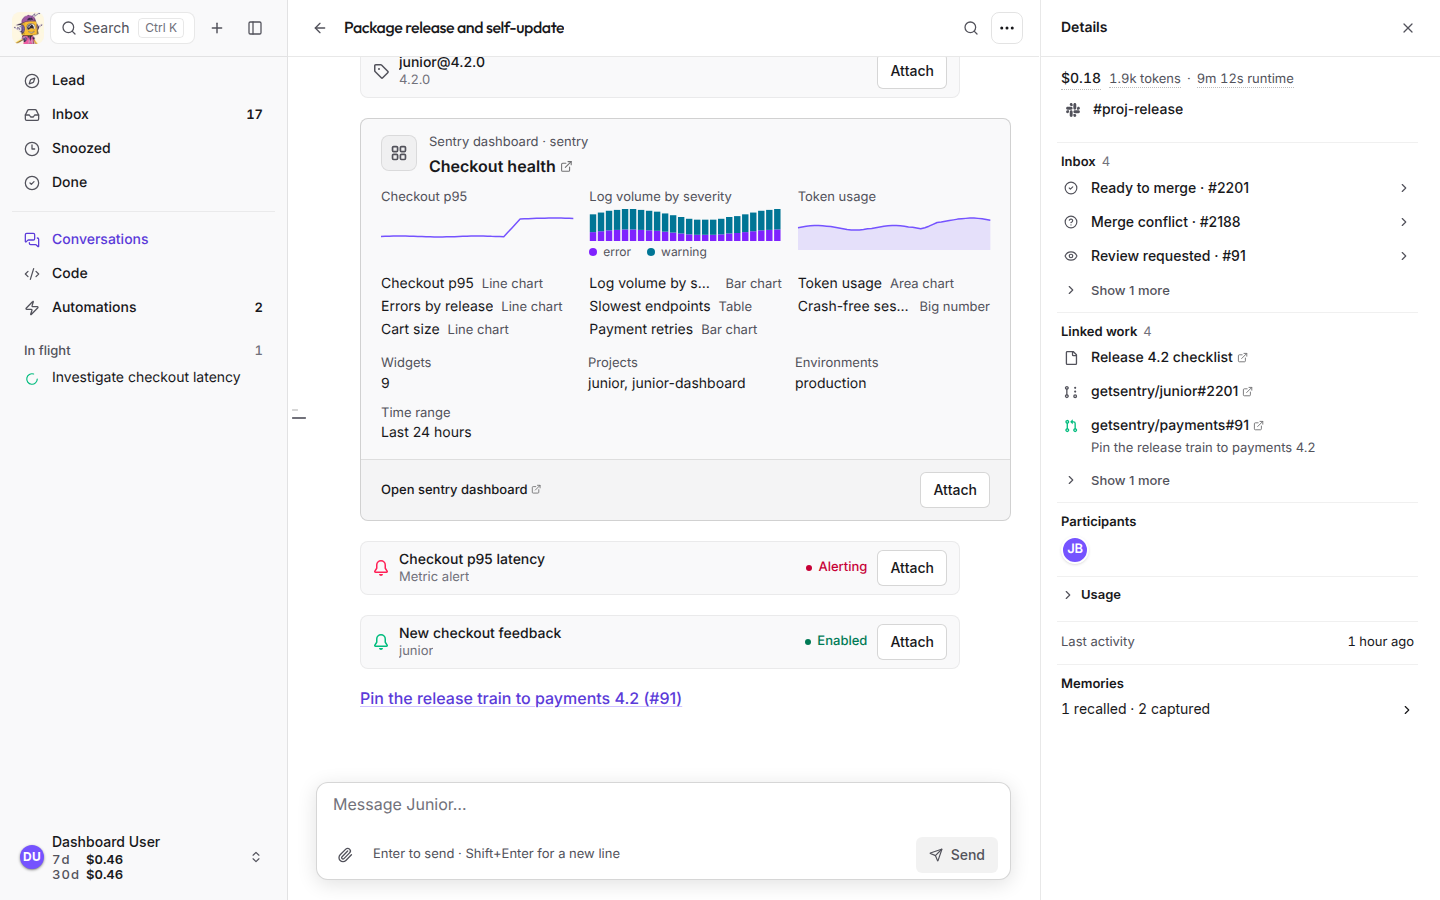 Search Ctrl K
Lead
Inbox 17
Snoozed
Done
Conversations
Code
Automations 2
In flight 1
Investigate checkout latency
DU
Dashboard User
7d $0.46
30d $0.46
Package release and self-update
junior@4.2.0
4.2.0
Attach
Sentry dashboard · sentry
Checkout health
Checkout p95
Log volume by severity
error warning
Token usage
Checkout p95 Line chart
Log volume by s... Bar chart
Token usage Area chart
Errors by release Line chart
Slowest endpoints Table
Crash-free ses... Big number
Cart size Line chart
Payment retries Bar chart
Widgets
9
Projects
junior, junior-dashboard
Environments
production
Time range
Last 24 hours
Open sentry dashboard
Attach
Checkout p95 latency
Metric alert
Alerting
Attach
New checkout feedback
junior
Enabled
Attach
Pin the release train to payments 4.2 (#91)
Message Junior...
Enter to send · Shift+Enter for a new line
Send
Details
$0.18 1.9k tokens · 9m 12s runtime
#proj-release
Inbox 4
Ready to merge · #2201
Merge conflict · #2188
Review requested · #91
Show 1 more
Linked work 4
Release 4.2 checklist
getsentry/junior#2201
getsentry/payments#91
Pin the release train to payments 4.2
Show 1 more
Participants
JB
Usage
Last activity 1 hour ago
Memories
1 recalled · 2 captured